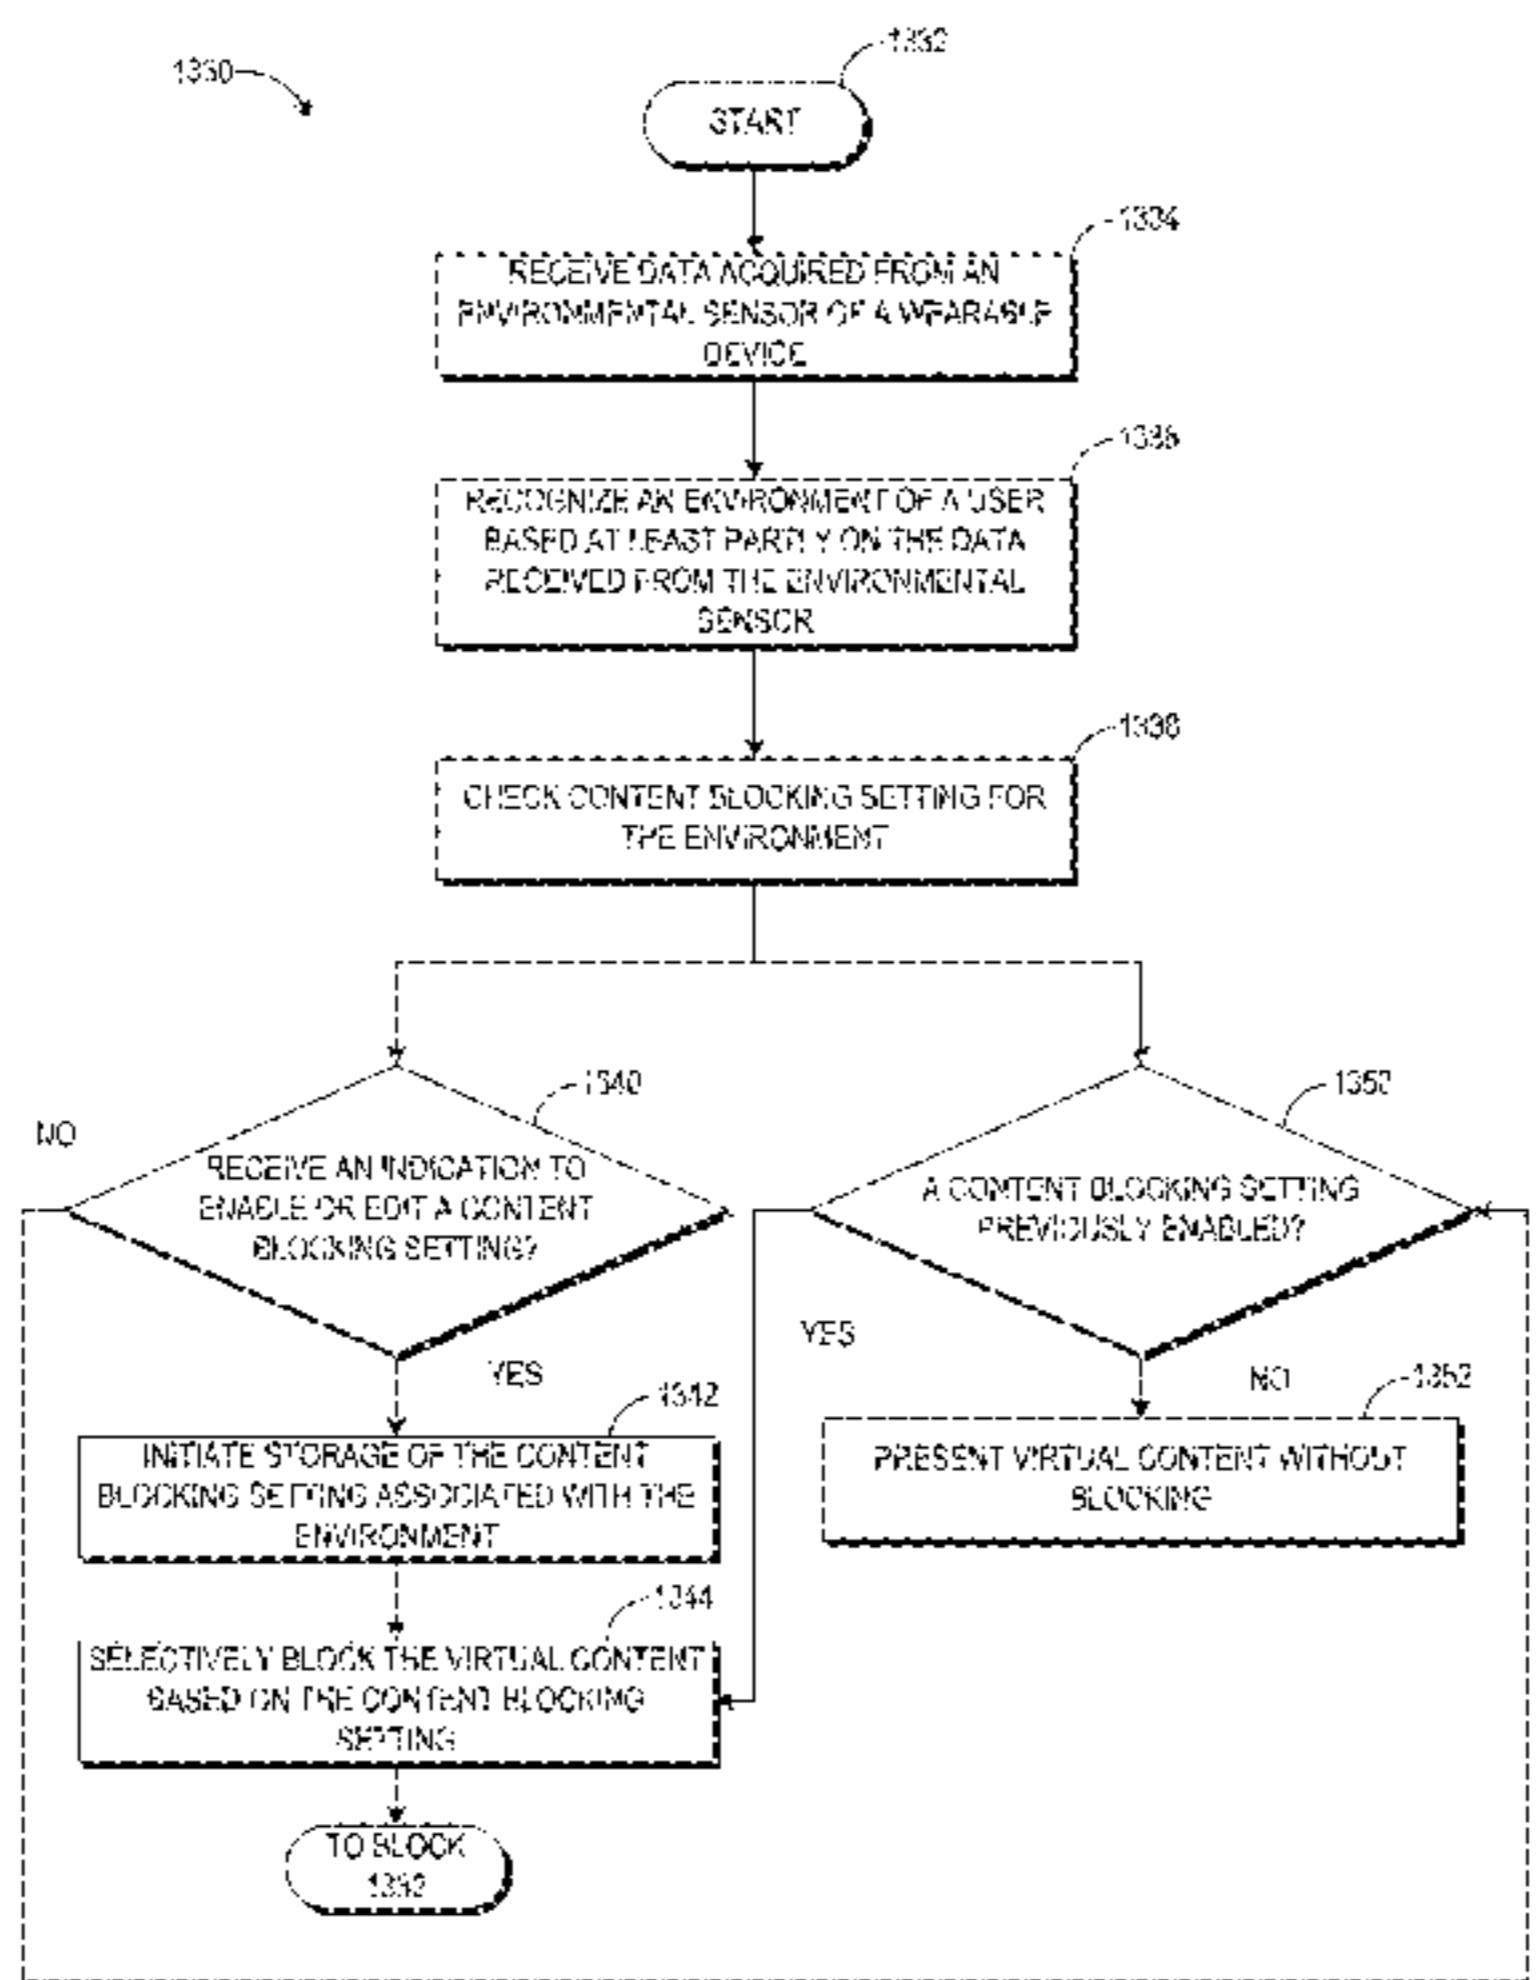 1330
1332
START
1334
RECEIVE DATA ACQUIRED FROM AN
ENVIRONMENTAL SENSOR OF A WEARABLE
DEVICE
1336
RECOGNIZE AN ENVIRONMENT OF A USER
BASED AT LEAST PARTLY ON THE DATA
RECEIVED FROM THE ENVIRONMENTAL
SENSOR
1338
CHECK CONTENT BLOCKING SETTING FOR
THE ENVIRONMENT
1340
NO
RECEIVE AN INDICATION TO
ENABLE OR EDIT A CONTENT
BLOCKING SETTING?
YES
1350
A CONTENT BLOCKING SETTING
PREVIOUSLY ENABLED?
YES
NO
1342
INITIATE STORAGE OF THE CONTENT
BLOCKING SETTING ASSOCIATED WITH THE
ENVIRONMENT
1352
PRESENT VIRTUAL CONTENT WITHOUT
BLOCKING
1344
SELECTIVELY BLOCK THE VIRTUAL CONTENT
BASED ON THE CONTENT BLOCKING
SETTING
TO BLOCK